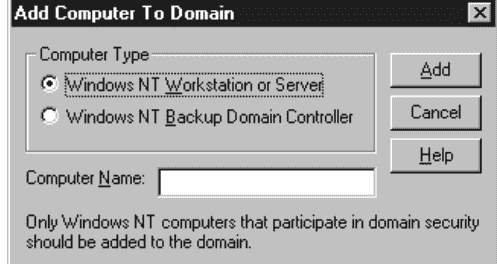 Add Computer To Domain
Computer Type
Windows NT Workstation or Server
Windows NT Backup Domain Controller
Add
Cancel
Help
Computer Name:
Only Windows NT computers that participate in domain security
should be added to the domain.